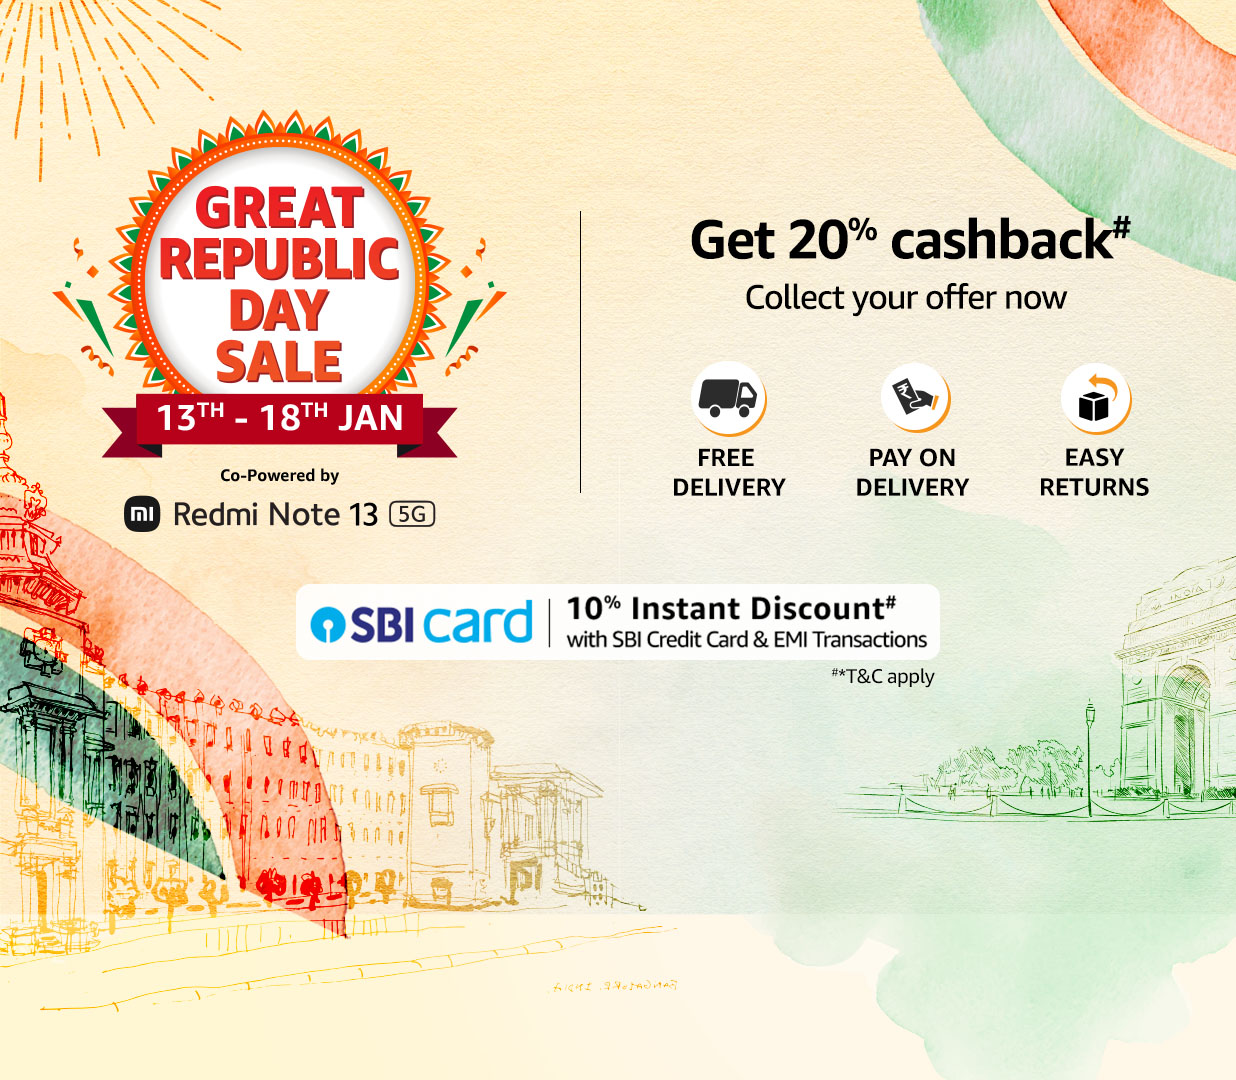 GREAT
REPUBLIC
DAY
SALE
13TH - 18TH JAN
Co-Powered by
mi Redmi Note 13 5G
Get 20% cashback#
Collect your offer now
FREE
DELIVERY
PAY ON
DELIVERY
EASY
RETURNS
SBI card
10% Instant Discount#
with SBI Credit Card & EMI Transactions
#*T&C apply
INDIA